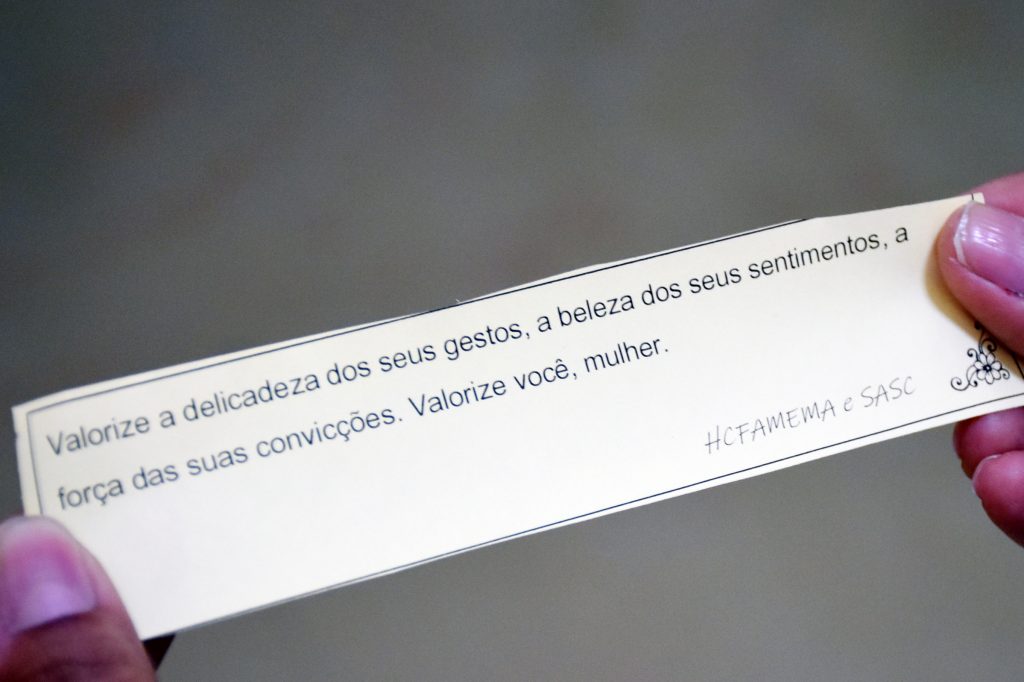 Valorize a delicadeza dos seus gestos, a beleza dos seus sentimentos, a
força das suas convicções. Valorize você, mulher.
HCFAMEMA e SASC